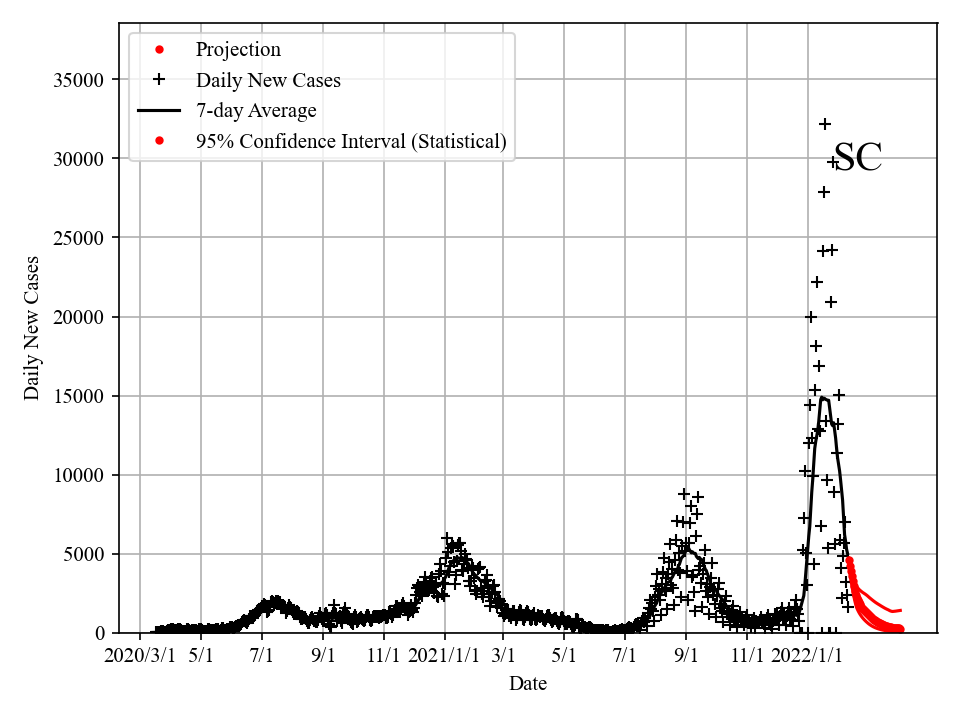 Projection
Daily New Cases
7-day Average
95% Confidence Interval (Statistical)
SC
35000
30000
25000
20000
15000
10000
5000
0
Daily New Cases
2020/3/1 5/1 7/1 9/1 11/1 2021/1/1 3/1 5/1 7/1 9/1 11/1 2022/1/1
Date